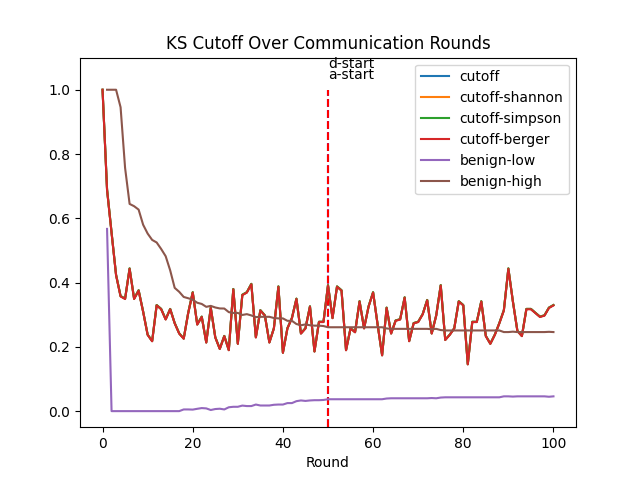 KS Cutoff Over Communication Rounds
d-start
a-start
cutoff
cutoff-shannon
cutoff-simpson
cutoff-berger
benign-low
benign-high
1.0
0.8
0.6
0.4
0.2
0.0
0
20
40
60
80
100
Round